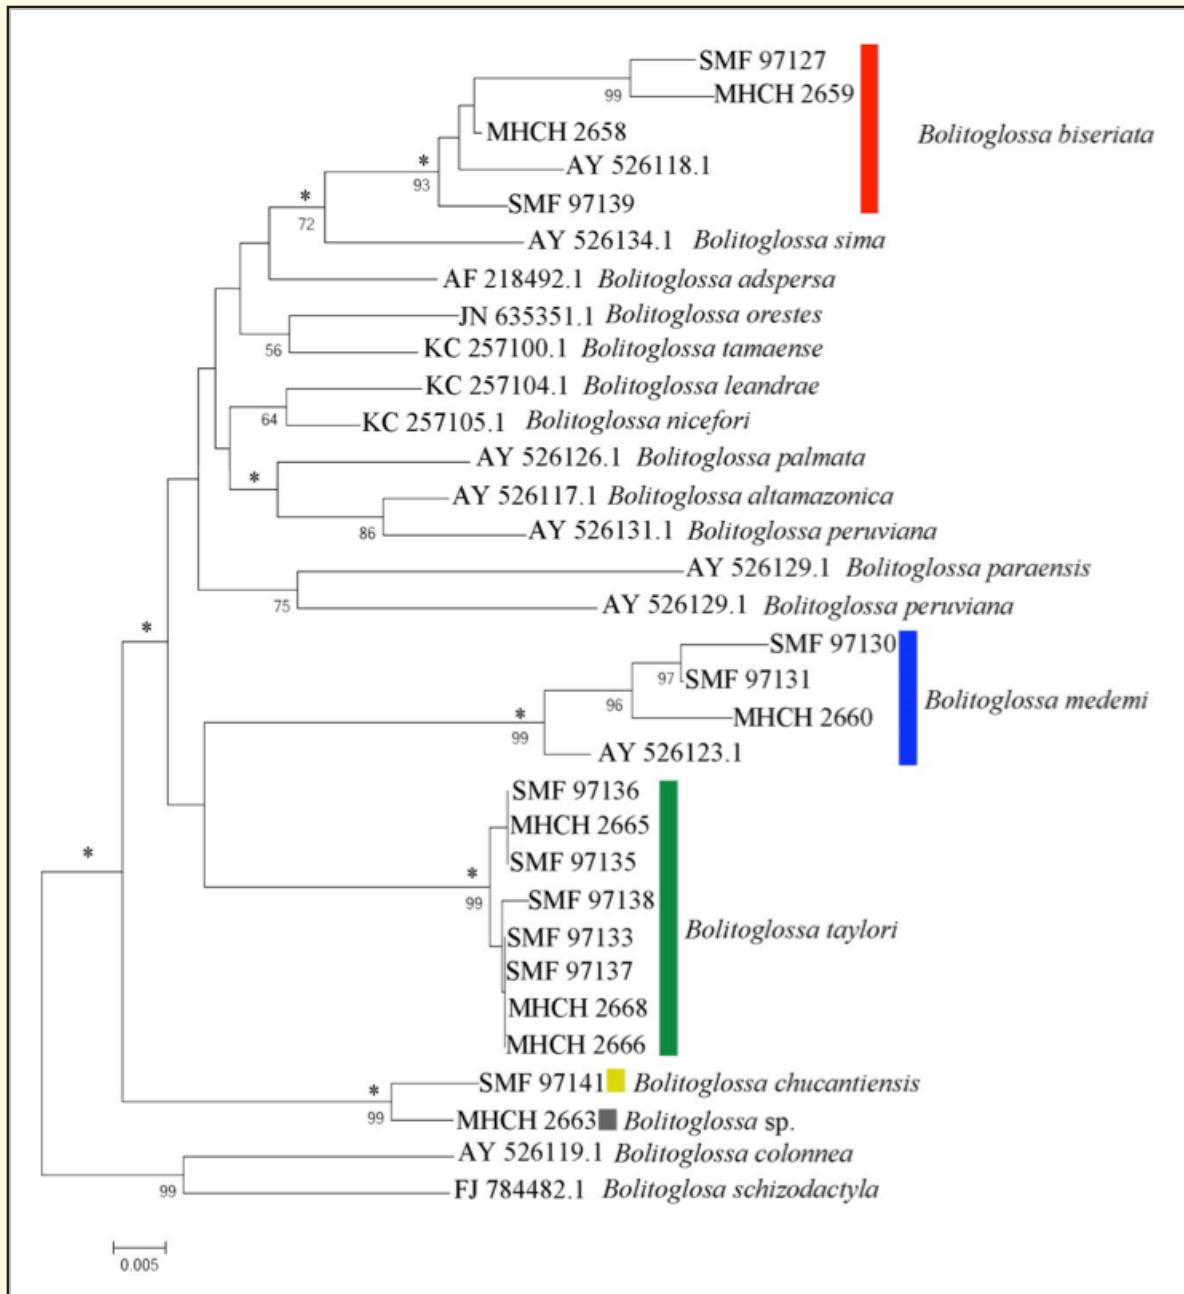 SMF 97127
99
MHCH 2659
MHCH 2658
Bolitoglossa biseriata
*
AY 526118.1
93
*
SMF 97139
72
AY 526134.1 Bolitoglossa sima
AF 218492.1 Bolitoglossa adspersa
JN 635351.1 Bolitoglossa orestes
56
KC 257100.1 Bolitoglossa tamaense
KC 257104.1 Bolitoglossa leandrae
64
KC 257105.1 Bolitoglossa nicefori
AY 526126.1 Bolitoglossa palmata
*
AY 526117.1 Bolitoglossa altamazonica
86
AY 526131.1 Bolitoglossa peruviana
AY 526129.1 Bolitoglossa paraensis
75
AY 526129.1 Bolitoglossa peruviana
*
SMF 97130
97
SMF 97131
96
Bolitoglossa medemi
MHCH 2660
*
99
AY 526123.1
SMF 97136
MHCH 2665
SMF 97135
*
99
SMF 97138
Bolitoglossa taylori
SMF 97133
SMF 97137
MHCH 2668
MHCH 2666
*
SMF 97141 Bolitoglossa chucantiensis
*
99
MHCH 2663 Bolitoglossa sp.
AY 526119.1 Bolitoglossa colonnea
99
FJ 784482.1 Bolitoglosa schizodactyla
0.005